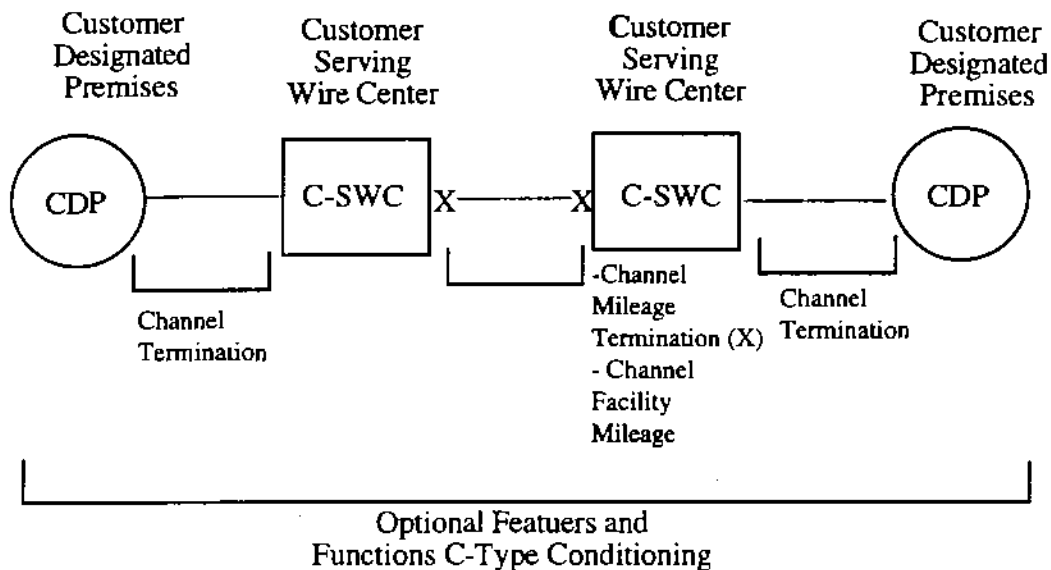 Customer
Designated
Premises
Customer
Serving
Wire Center
Customer
Serving
Wire Center
Customer
Designated
Premises
CDP
C-SWC
X
X
C-SWC
CDP
Channel
Termination
-Channel
Mileage
Termination (X)
- Channel
Facility
Mileage
Channel
Termination
Optional Featuers and
Functions C-Type Conditioning